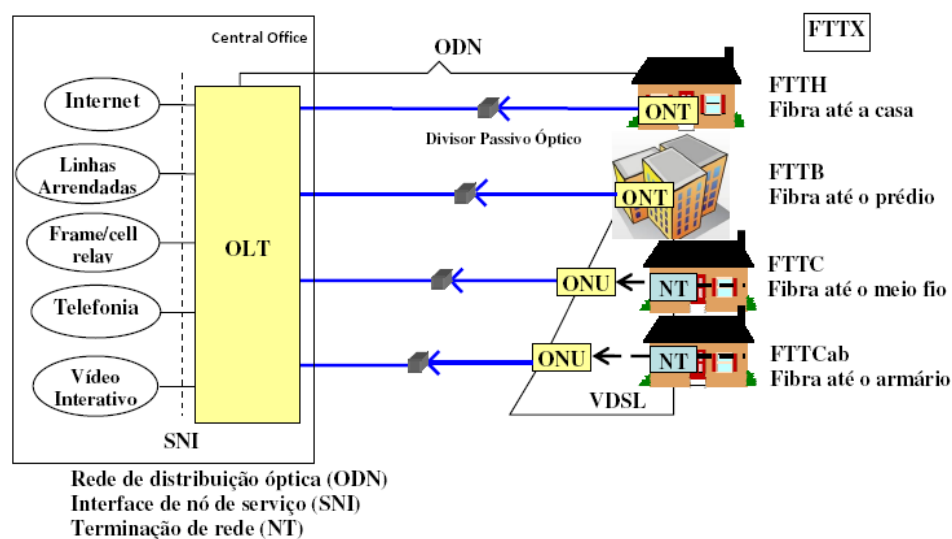 Central Office
ODN
FTTX
Internet
Linhas
Arrendadas
Frame/cell
relay
Telefonia
Vídeo
Interativo
SNI
OLT
Divisor Passivo Óptico
ONT
FTTH
Fibra até a casa
ONT
FTTB
Fibra até o prédio
ONU
NT
FTTC
Fibra até o meio fio
ONU
NT
FTTCab
Fibra até o armário
VDSL
Rede de distribuição óptica (ODN)
Interface de nó de serviço (SNI)
Terminação de rede (NT)